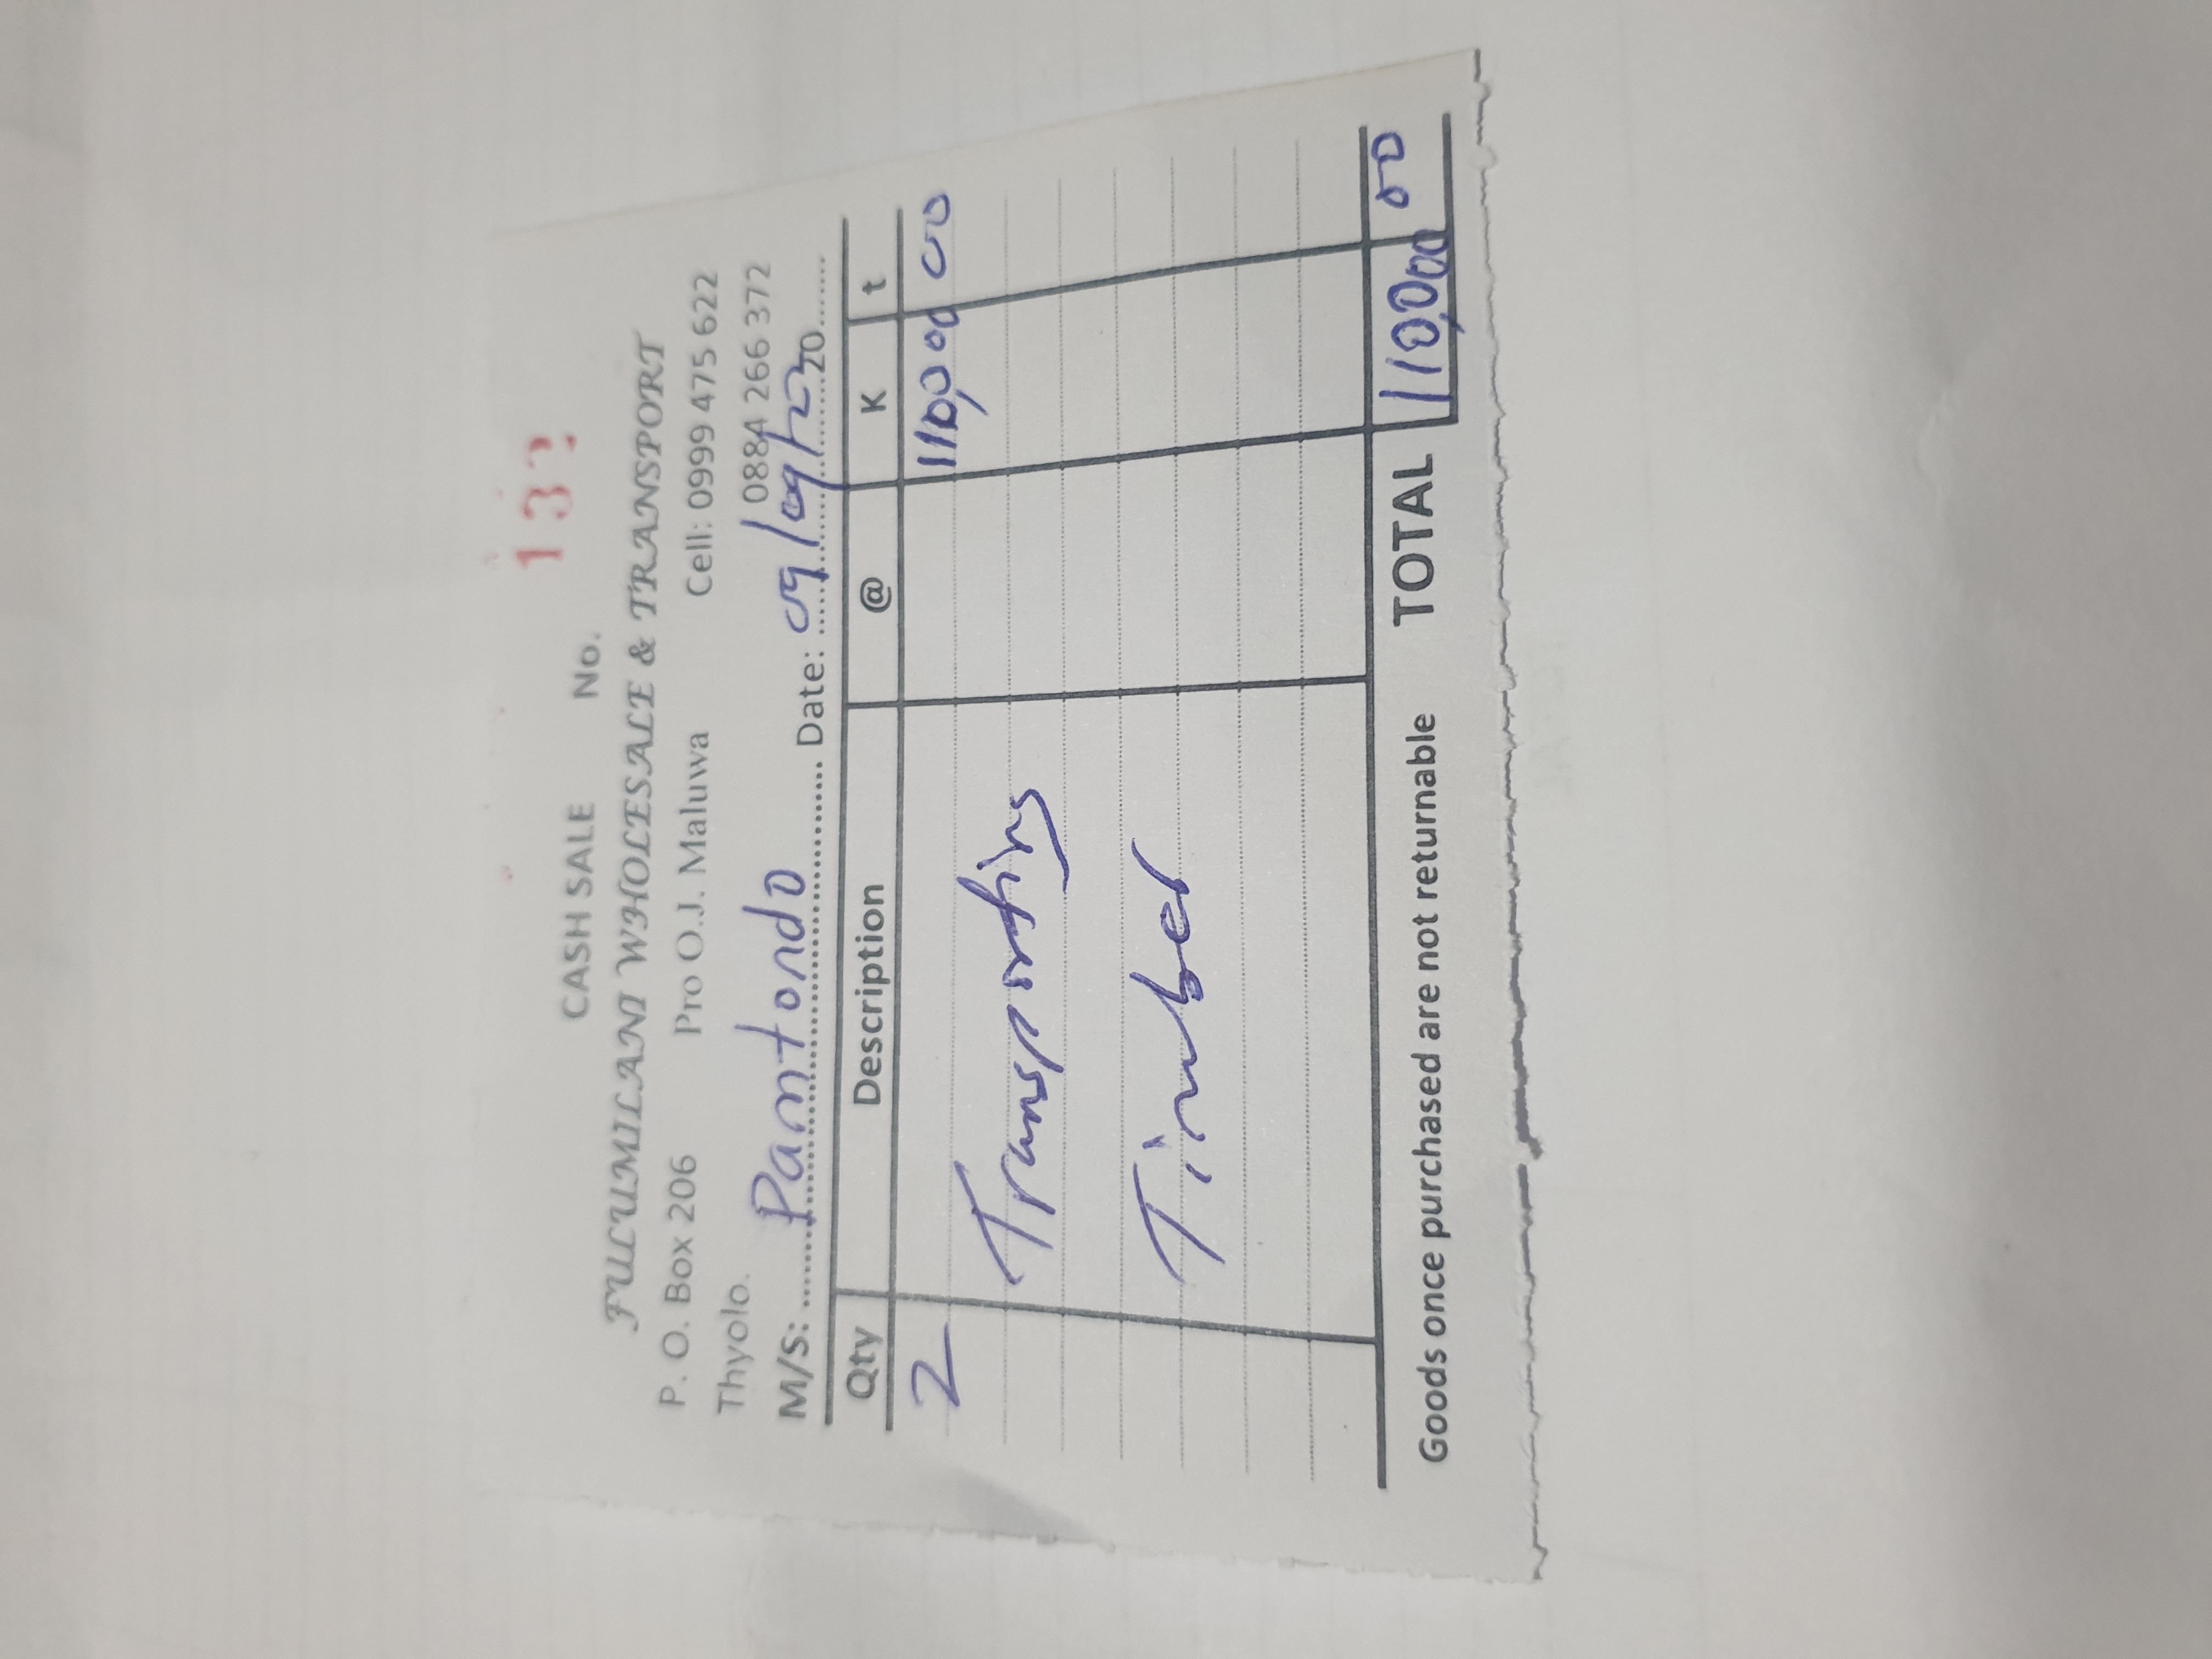 CASH SALE No. 132
FULUMILANI WHOLESALE & TRANSPORT
P. O. Box 206 Pro O.J. Maluwa Cell: 0999 475 622
Thyolo. 0884 266 372
M/S: Pamtondo Date: 09/09/22 20
Qty Description @ K t
2 110,000 00
Transporting
Timber
Goods once purchased are not returnable TOTAL 110,000 00